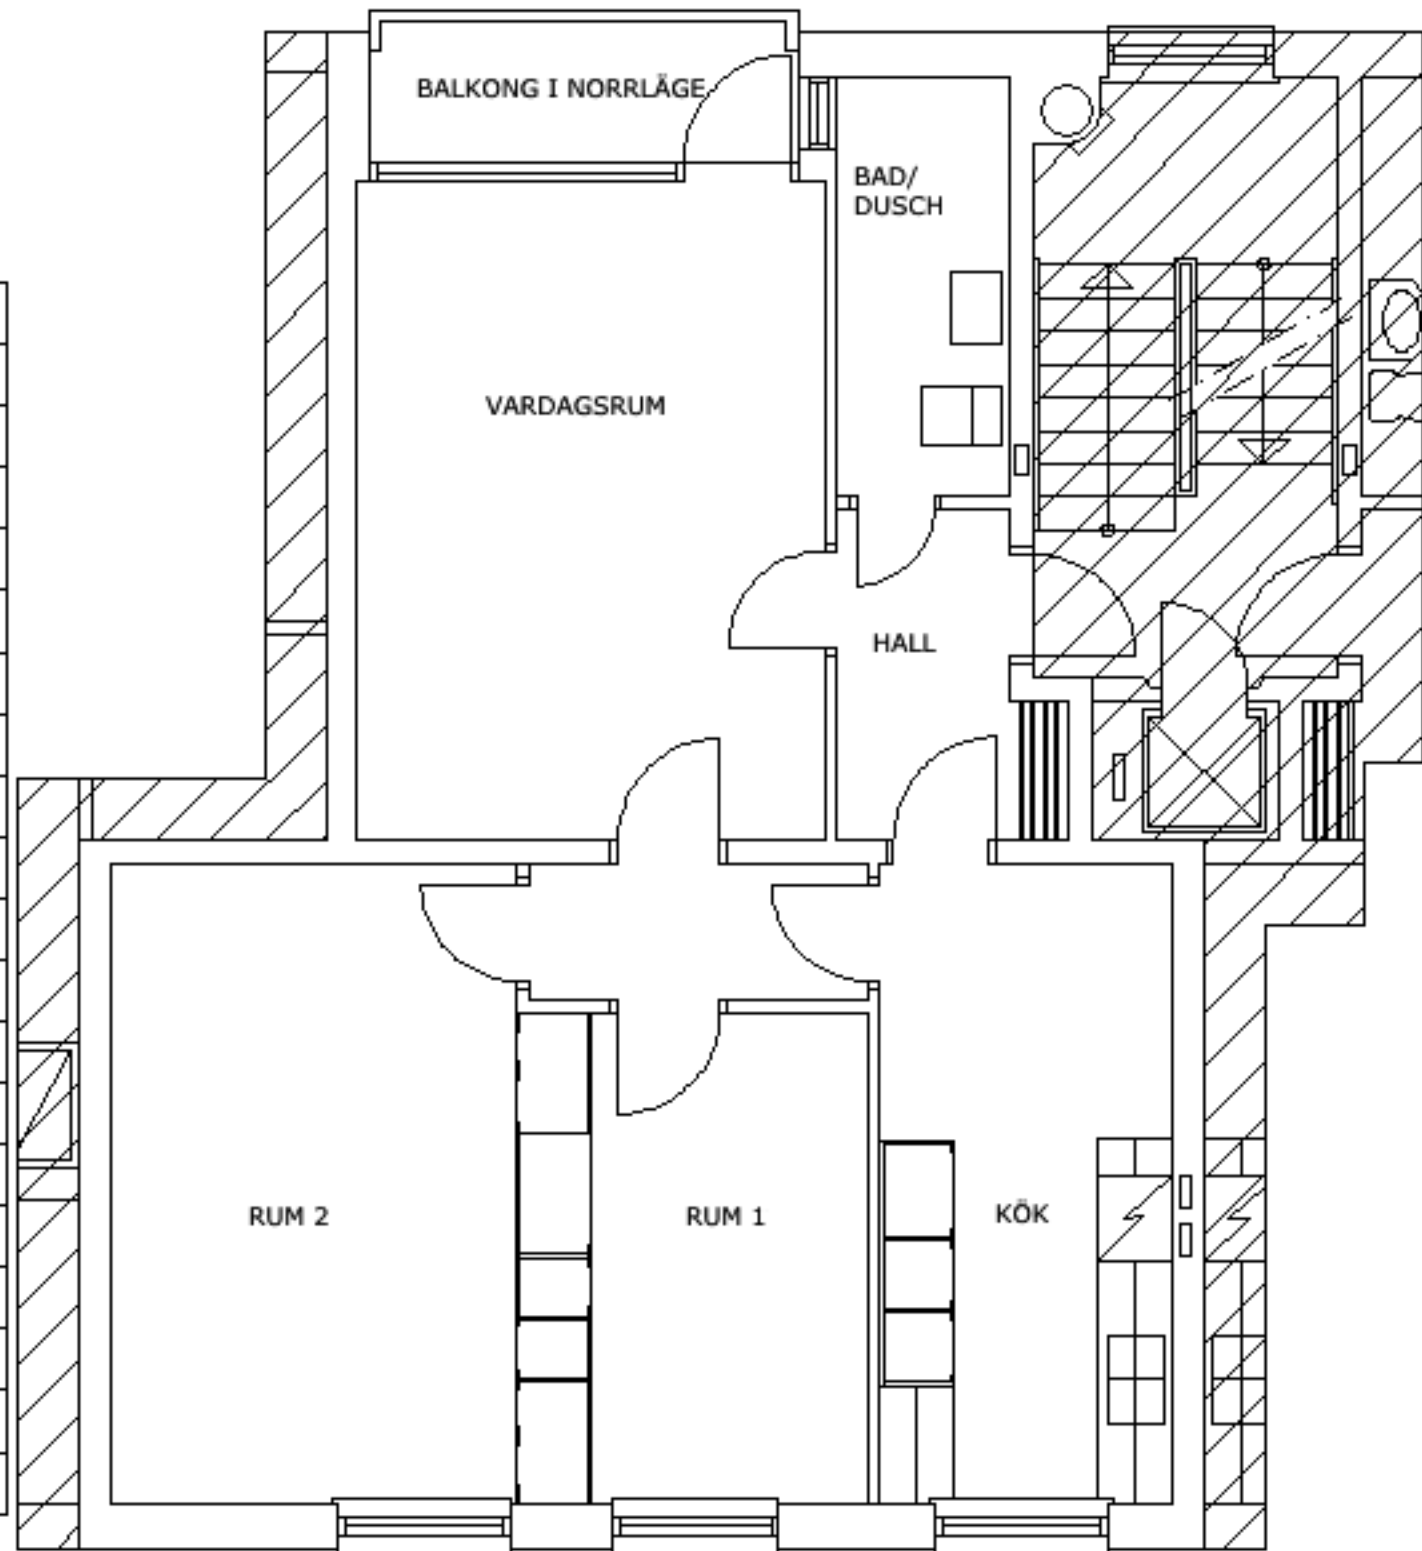 BALKONG I NORRLÄGE
BAD/
DUSCH
VARDAGSRUM
HALL
RUM 2
RUM 1
KÖK